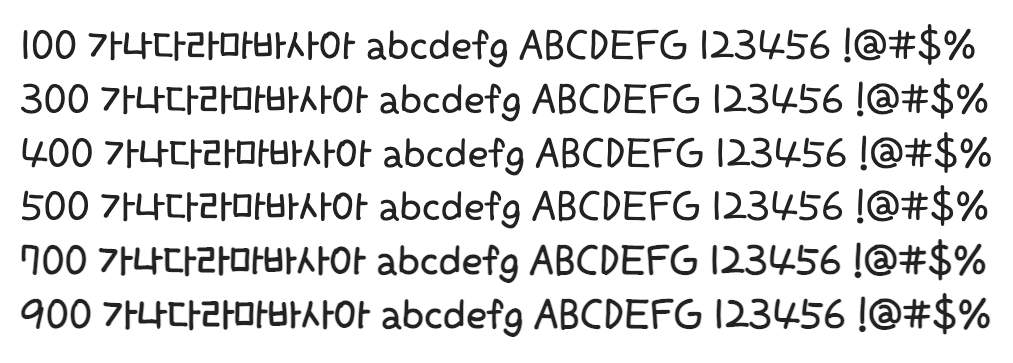 100 가나다라마바사아 abcdefg ABCDEFG 123456 !@#$%
300 가나다라마바사아 abcdefg ABCDEFG 123456 !@#$%
400 가나다라마바사아 abcdefg ABCDEFG 123456 !@#$%
500 가나다라마바사아 abcdefg ABCDEFG 123456 !@#$%
700 가나다라마바사아 abcdefg ABCDEFG 123456 !@#$%
900 가나다라마바사아 abcdefg ABCDEFG 123456 !@#$%